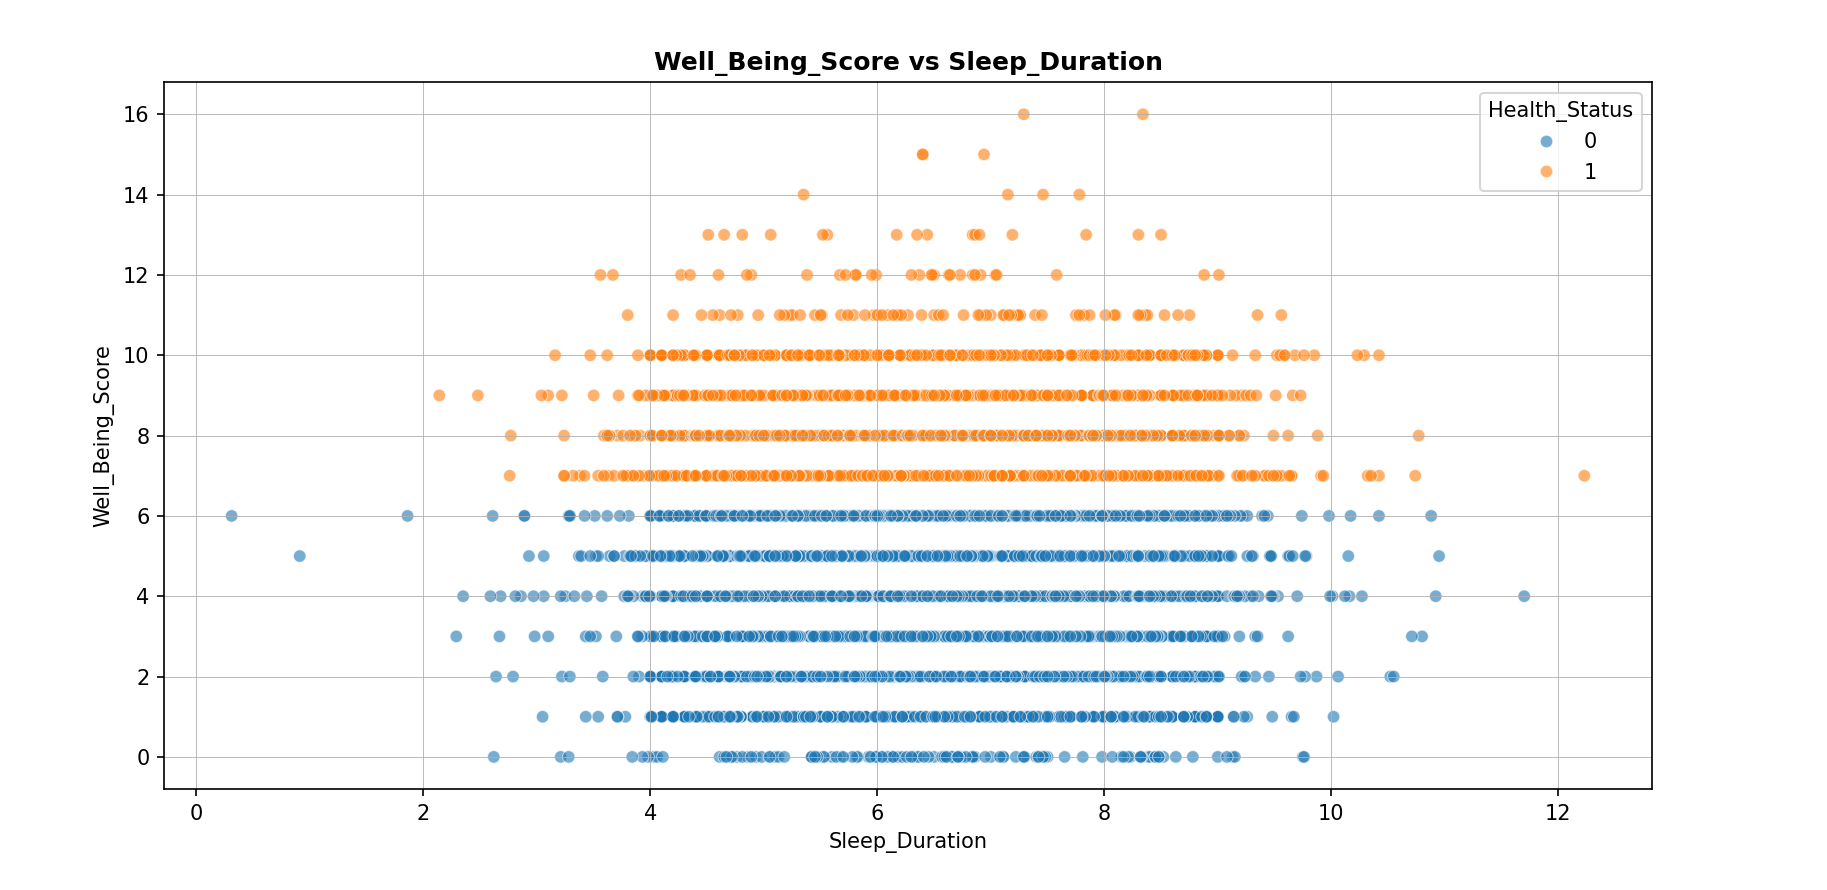 Well_Being_Score vs Sleep_Duration
Health_Status
0
1
16
14
12
10
8
6
4
2
0
Well_Being_Score
0 2 4 6 8 10 12
Sleep_Duration